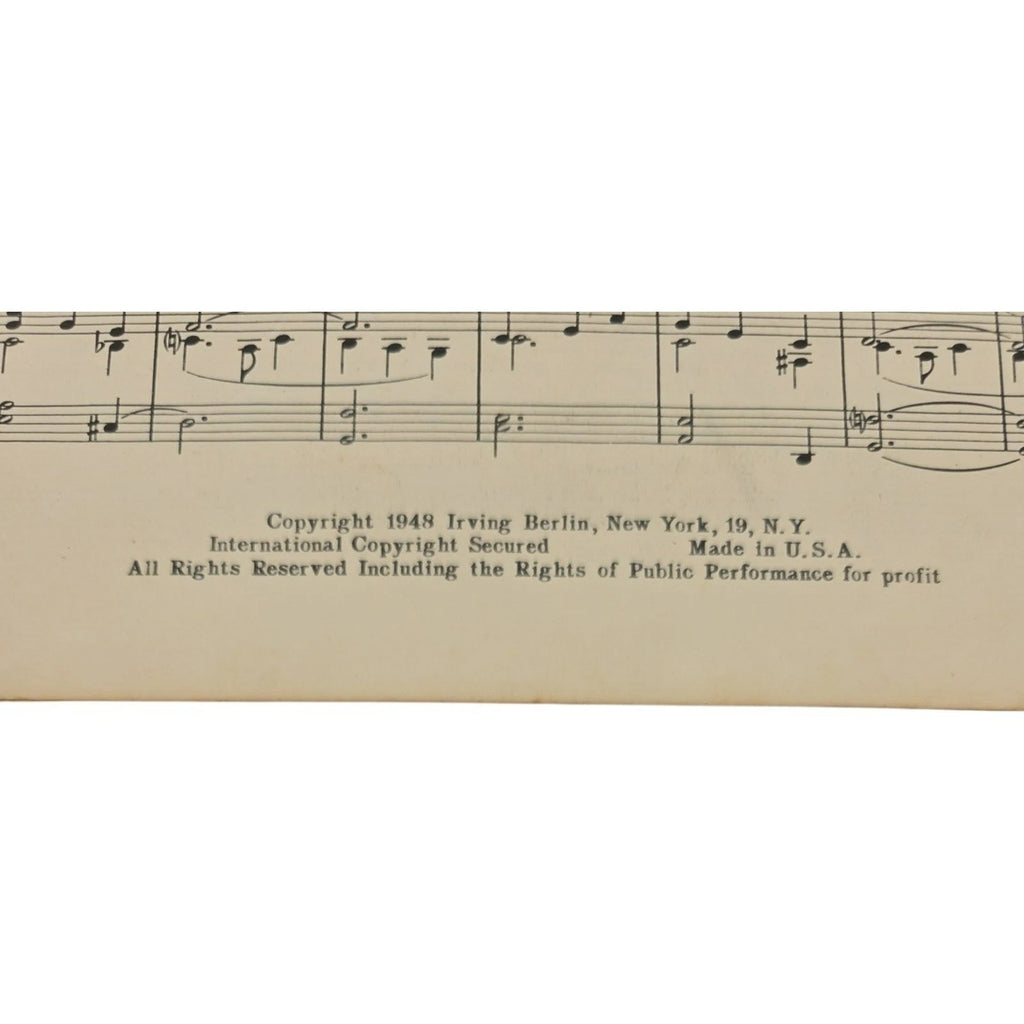 Copyright 1948 Irving Berlin, New York, 19, N.Y.
International Copyright Secured Made in U.S.A.
All Rights Reserved Including the Rights of Public Performance for profit